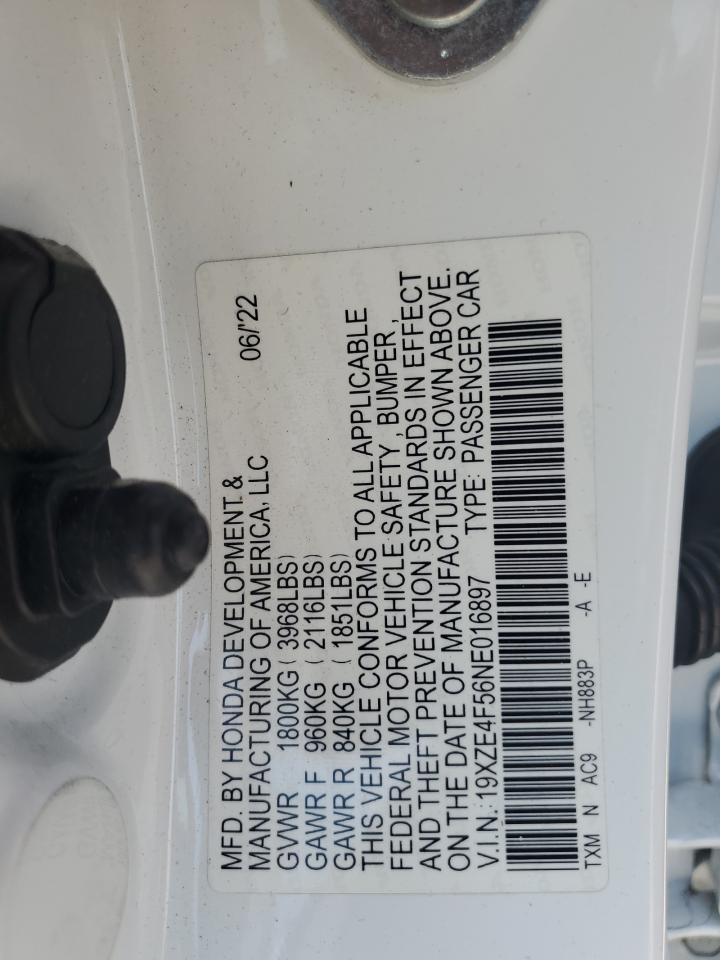 MFD. BY HONDA DEVELOPMENT &
MANUFACTURING OF AMERICA, LLC 06/'22
GVWR 1800KG ( 3968LBS)
GAWR F 960KG ( 2116LBS)
GAWR R 840KG ( 1851LBS)
THIS VEHICLE CONFORMS TO ALL APPLICABLE
FEDERAL MOTOR VEHICLE SAFETY, BUMPER,
AND THEFT PREVENTION STANDARDS IN EFFECT
ON THE DATE OF MANUFACTURE SHOWN ABOVE.
V.I.N.: 19XZE4F56NE016897 TYPE: PASSENGER CAR
TXM N AC9 -NH883P -A -E